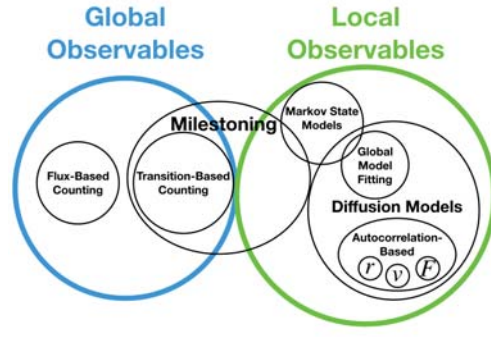 Global
Observables
Local
Observables
Milestoning
Markov State
Models
Flux-Based
Counting
Transition-Based
Counting
Global
Model
Fitting
Diffusion Models
Autocorrelation-
Based
r
v
F